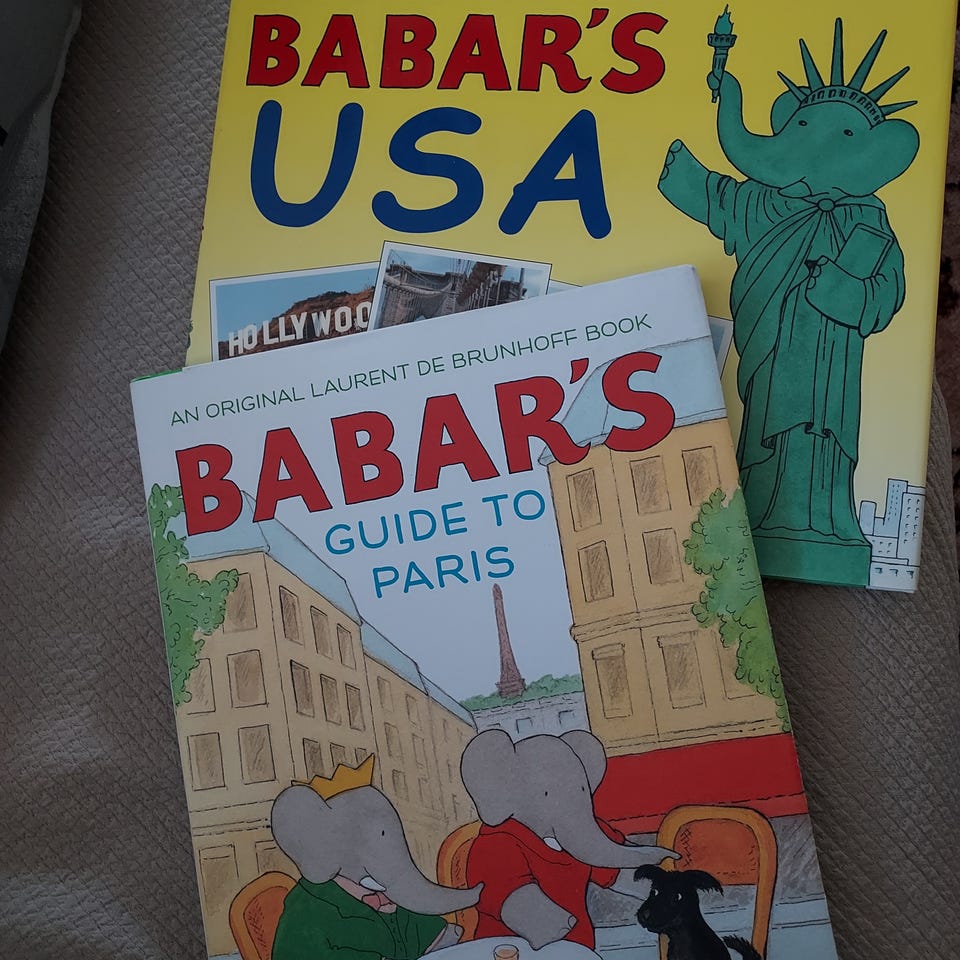 BABAR'S
USA
HOLLYWOO
AN ORIGINAL LAURENT DE BRUNHOFF BOOK
BABAR'S
GUIDE TO
PARIS